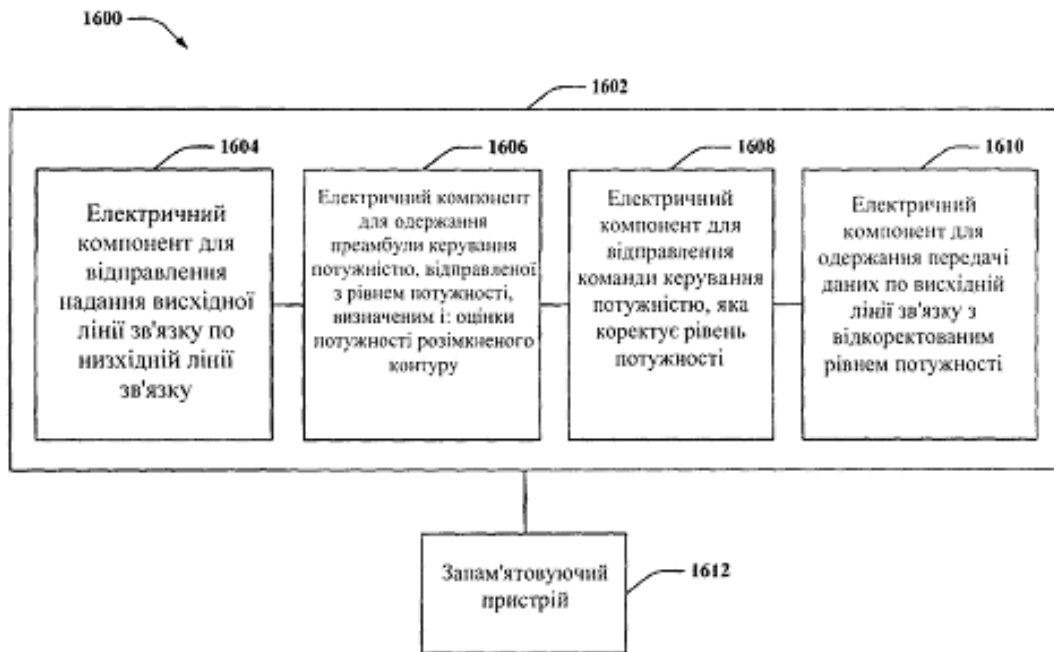 1600
1602
1604
1606
1608
1610
Електричний
компонент для
відправлення
надання висхідної
лінії зв'язку по
низхідній лінії
зв'язку
Електричний компонент
для одержання
преамбули керування
потужністю, відправленої
з рівнем потужності,
визначеним і: оцінки
потужності розімкненого
контуру
Електричний
компонент для
відправлення
команди керування
потужністю, яка
коректує рівень
потужності
Електричний
компонент для
одержання передачі
даних по висхідній
лінії зв'язку з
відкоректованим
рівнем потужності
Запам'ятовуючий
пристрій
1612